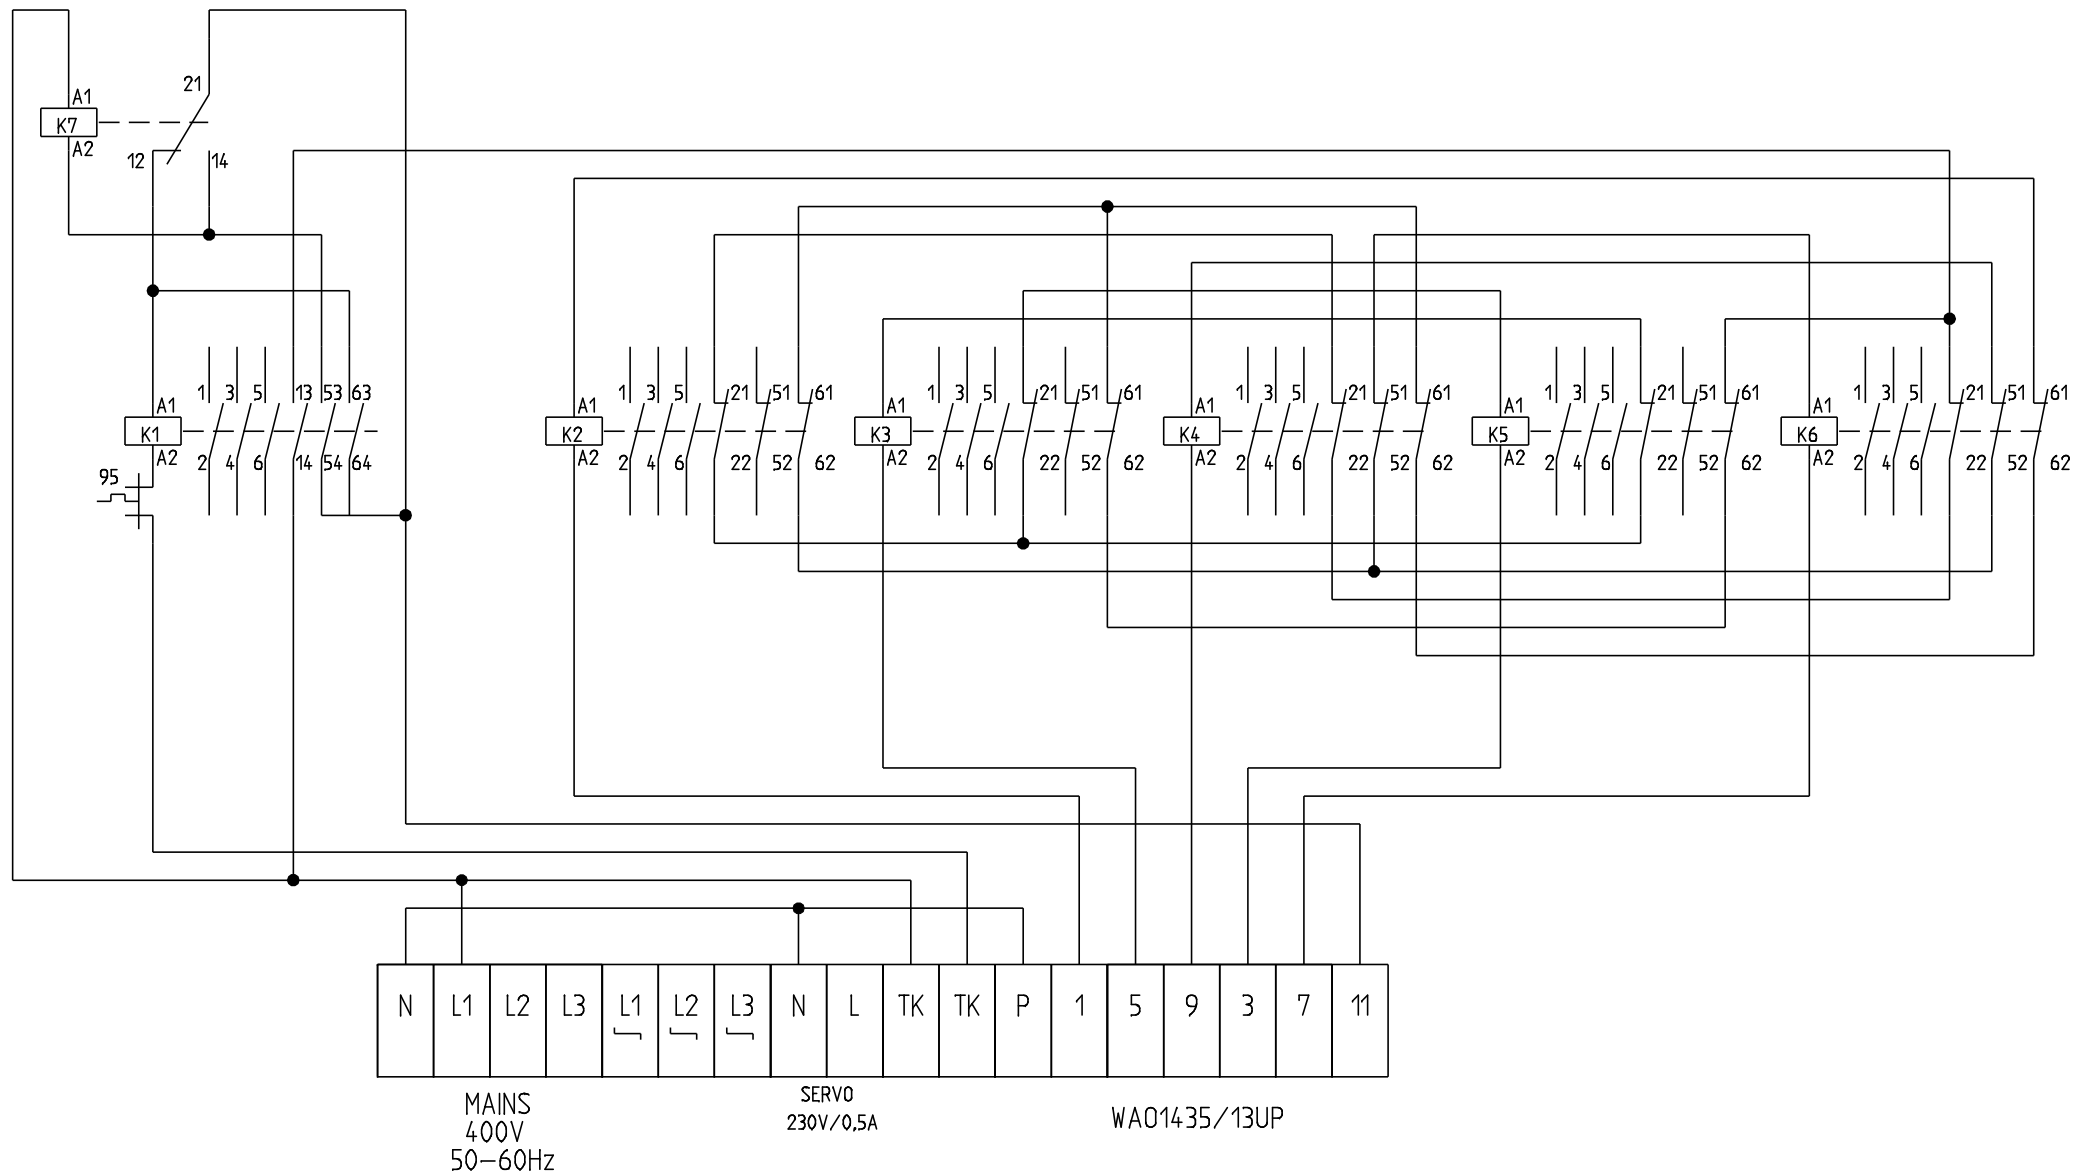 21
A1
K7
A2
12
14
1 3 5 13 53 63
A1
K1
A2
2 4 6 14 54 64
95
A1
K2
A2
1 3 5 21 51 61
2 4 6 22 52 62
A1
K3
A2
1 3 5 21 51 61
2 4 6 22 52 62
A1
K4
A2
1 3 5 21 51 61
2 4 6 22 52 62
A1
K5
A2
1 3 5 21 51 61
2 4 6 22 52 62
A1
K6
A2
1 3 5 21 51 61
2 4 6 22 52 62
N L1 L2 L3 L1 L2 L3 N L TK TK P 1 5 9 3 7 11
MAINS
400V
50-60Hz
SERVO
230V/0,5A
WAO1435/13UP